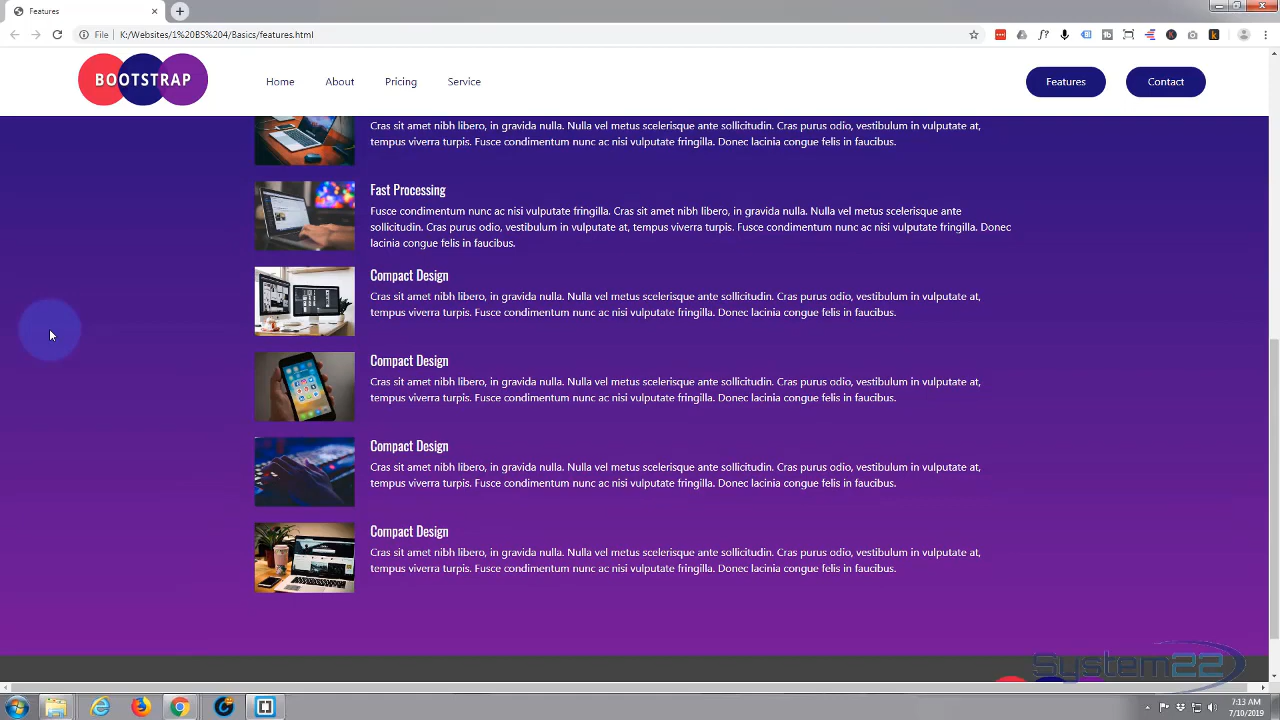 Features
File
K:/Websites/1%20BS%204/Basics/features.html
BOOTSTRAP
Home
About
Pricing
Service
Features
Contact
Cras sit amet nibh libero, in gravida nulla. Nulla vel metus scelerisque ante sollicitudin. Cras purus odio, vestibulum in vulputate at,
tempus viverra turpis. Fusce condimentum nunc ac nisi vulputate fringilla. Donec lacinia congue felis in faucibus.
Fast Processing
Fusce condimentum nunc ac nisi vulputate fringilla. Cras sit amet nibh libero, in gravida nulla. Nulla vel metus scelerisque ante
sollicitudin. Cras purus odio, vestibulum in vulputate at, tempus viverra turpis. Fusce condimentum nunc ac nisi vulputate fringilla. Donec
lacinia congue felis in faucibus.
Compact Design
Cras sit amet nibh libero, in gravida nulla. Nulla vel metus scelerisque ante sollicitudin. Cras purus odio, vestibulum in vulputate at,
tempus viverra turpis. Fusce condimentum nunc ac nisi vulputate fringilla. Donec lacinia congue felis in faucibus.
Compact Design
Cras sit amet nibh libero, in gravida nulla. Nulla vel metus scelerisque ante sollicitudin. Cras purus odio, vestibulum in vulputate at,
tempus viverra turpis. Fusce condimentum nunc ac nisi vulputate fringilla. Donec lacinia congue felis in faucibus.
Compact Design
Cras sit amet nibh libero, in gravida nulla. Nulla vel metus scelerisque ante sollicitudin. Cras purus odio, vestibulum in vulputate at,
tempus viverra turpis. Fusce condimentum nunc ac nisi vulputate fringilla. Donec lacinia congue felis in faucibus.
Compact Design
Cras sit amet nibh libero, in gravida nulla. Nulla vel metus scelerisque ante sollicitudin. Cras purus odio, vestibulum in vulputate at,
tempus viverra turpis. Fusce condimentum nunc ac nisi vulputate fringilla. Donec lacinia congue felis in faucibus.
System22
7:13 AM
7/10/2019